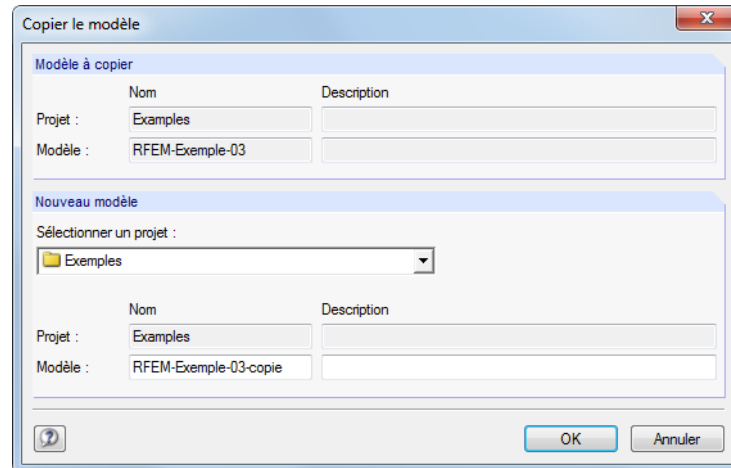 Copier le modèle
Modèle à copier
Nom Description
Projet : Examples
Modèle : RFEM-Exemple-03
Nouveau modèle
Sélectionner un projet :
Exemples
Nom Description
Projet : Examples
Modèle : RFEM-Exemple-03-copie
OK Annuler